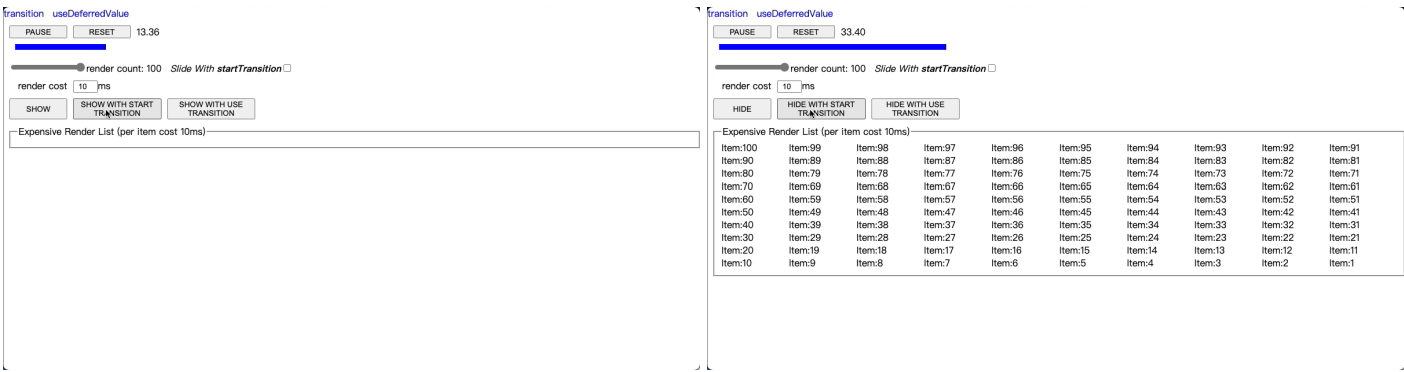 transition useDeferredValue
PAUSE RESET 13.36
render count: 100 Slide With startTransition
render cost 10 ms
SHOW SHOW WITH START TRANSITION SHOW WITH USE TRANSITION
Expensive Render List (per item cost 10ms)
transition useDeferredValue
PAUSE RESET 33.40
render count: 100 Slide With startTransition
render cost 10 ms
HIDE HIDE WITH START TRANSITION HIDE WITH USE TRANSITION
Expensive Render List (per item cost 10ms)
Item:100 Item:99 Item:98 Item:97 Item:96 Item:95 Item:94 Item:93 Item:92 Item:91
Item:90 Item:89 Item:88 Item:87 Item:86 Item:85 Item:84 Item:83 Item:82 Item:81
Item:80 Item:79 Item:78 Item:77 Item:76 Item:75 Item:74 Item:73 Item:72 Item:71
Item:70 Item:69 Item:68 Item:67 Item:66 Item:65 Item:64 Item:63 Item:62 Item:61
Item:60 Item:59 Item:58 Item:57 Item:56 Item:55 Item:54 Item:53 Item:52 Item:51
Item:50 Item:49 Item:48 Item:47 Item:46 Item:45 Item:44 Item:43 Item:42 Item:41
Item:40 Item:39 Item:38 Item:37 Item:36 Item:35 Item:34 Item:33 Item:32 Item:31
Item:30 Item:29 Item:28 Item:27 Item:26 Item:25 Item:24 Item:23 Item:22 Item:21
Item:20 Item:19 Item:18 Item:17 Item:16 Item:15 Item:14 Item:13 Item:12 Item:11
Item:10 Item:9 Item:8 Item:7 Item:6 Item:5 Item:4 Item:3 Item:2 Item:1